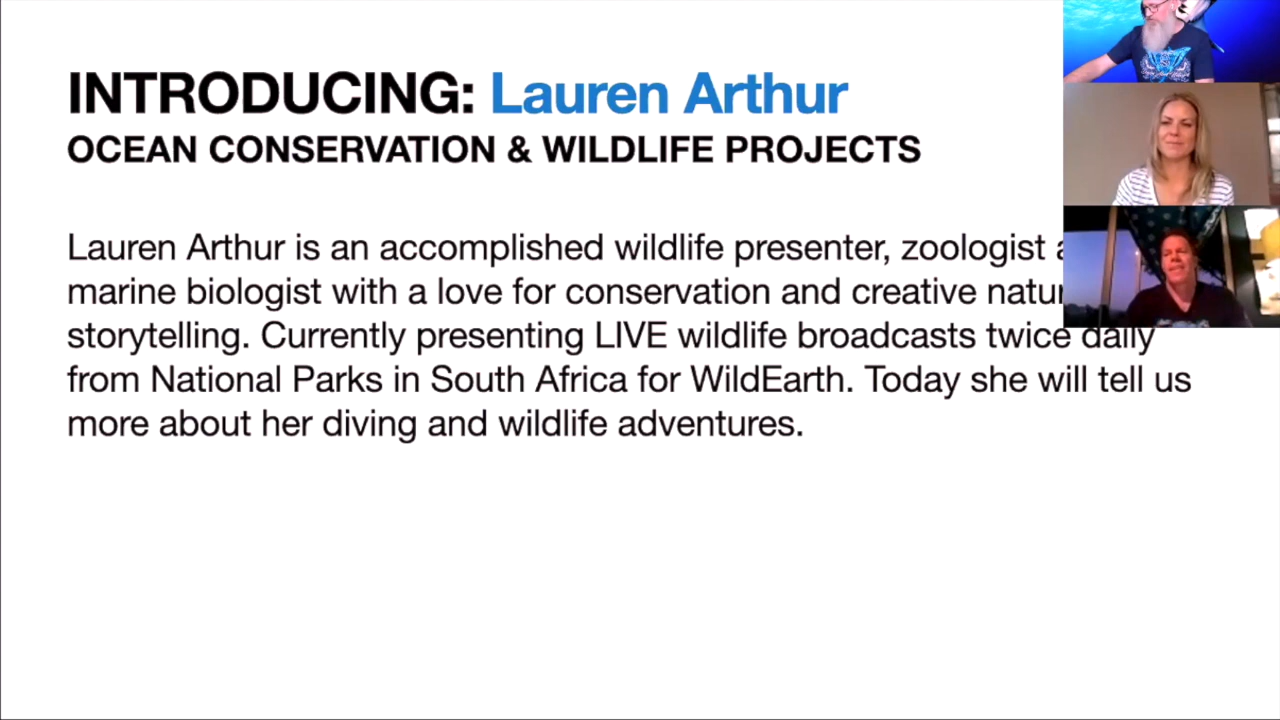 INTRODUCING: Lauren Arthur
OCEAN CONSERVATION & WILDLIFE PROJECTS
Lauren Arthur is an accomplished wildlife presenter, zoologist
marine biologist with a love for conservation and creative
storytelling. Currently presenting LIVE wildlife broadcasts twice daily
from National Parks in South Africa for WildEarth. Today she will tell us
more about her diving and wildlife adventures.